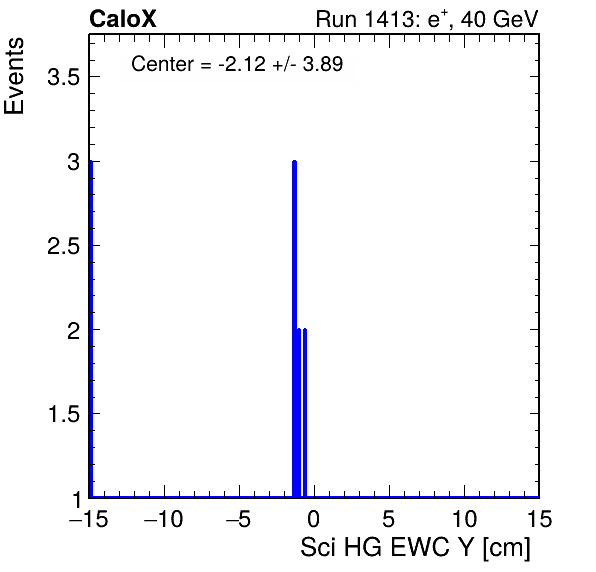 CaloX Run 1413: e+, 40 GeV
Center = -2.12 +/- 3.89
Events
3.5
3
2.5
2
1.5
1
−15 −10 −5 0 5 10 15
Sci HG EWC Y [cm]